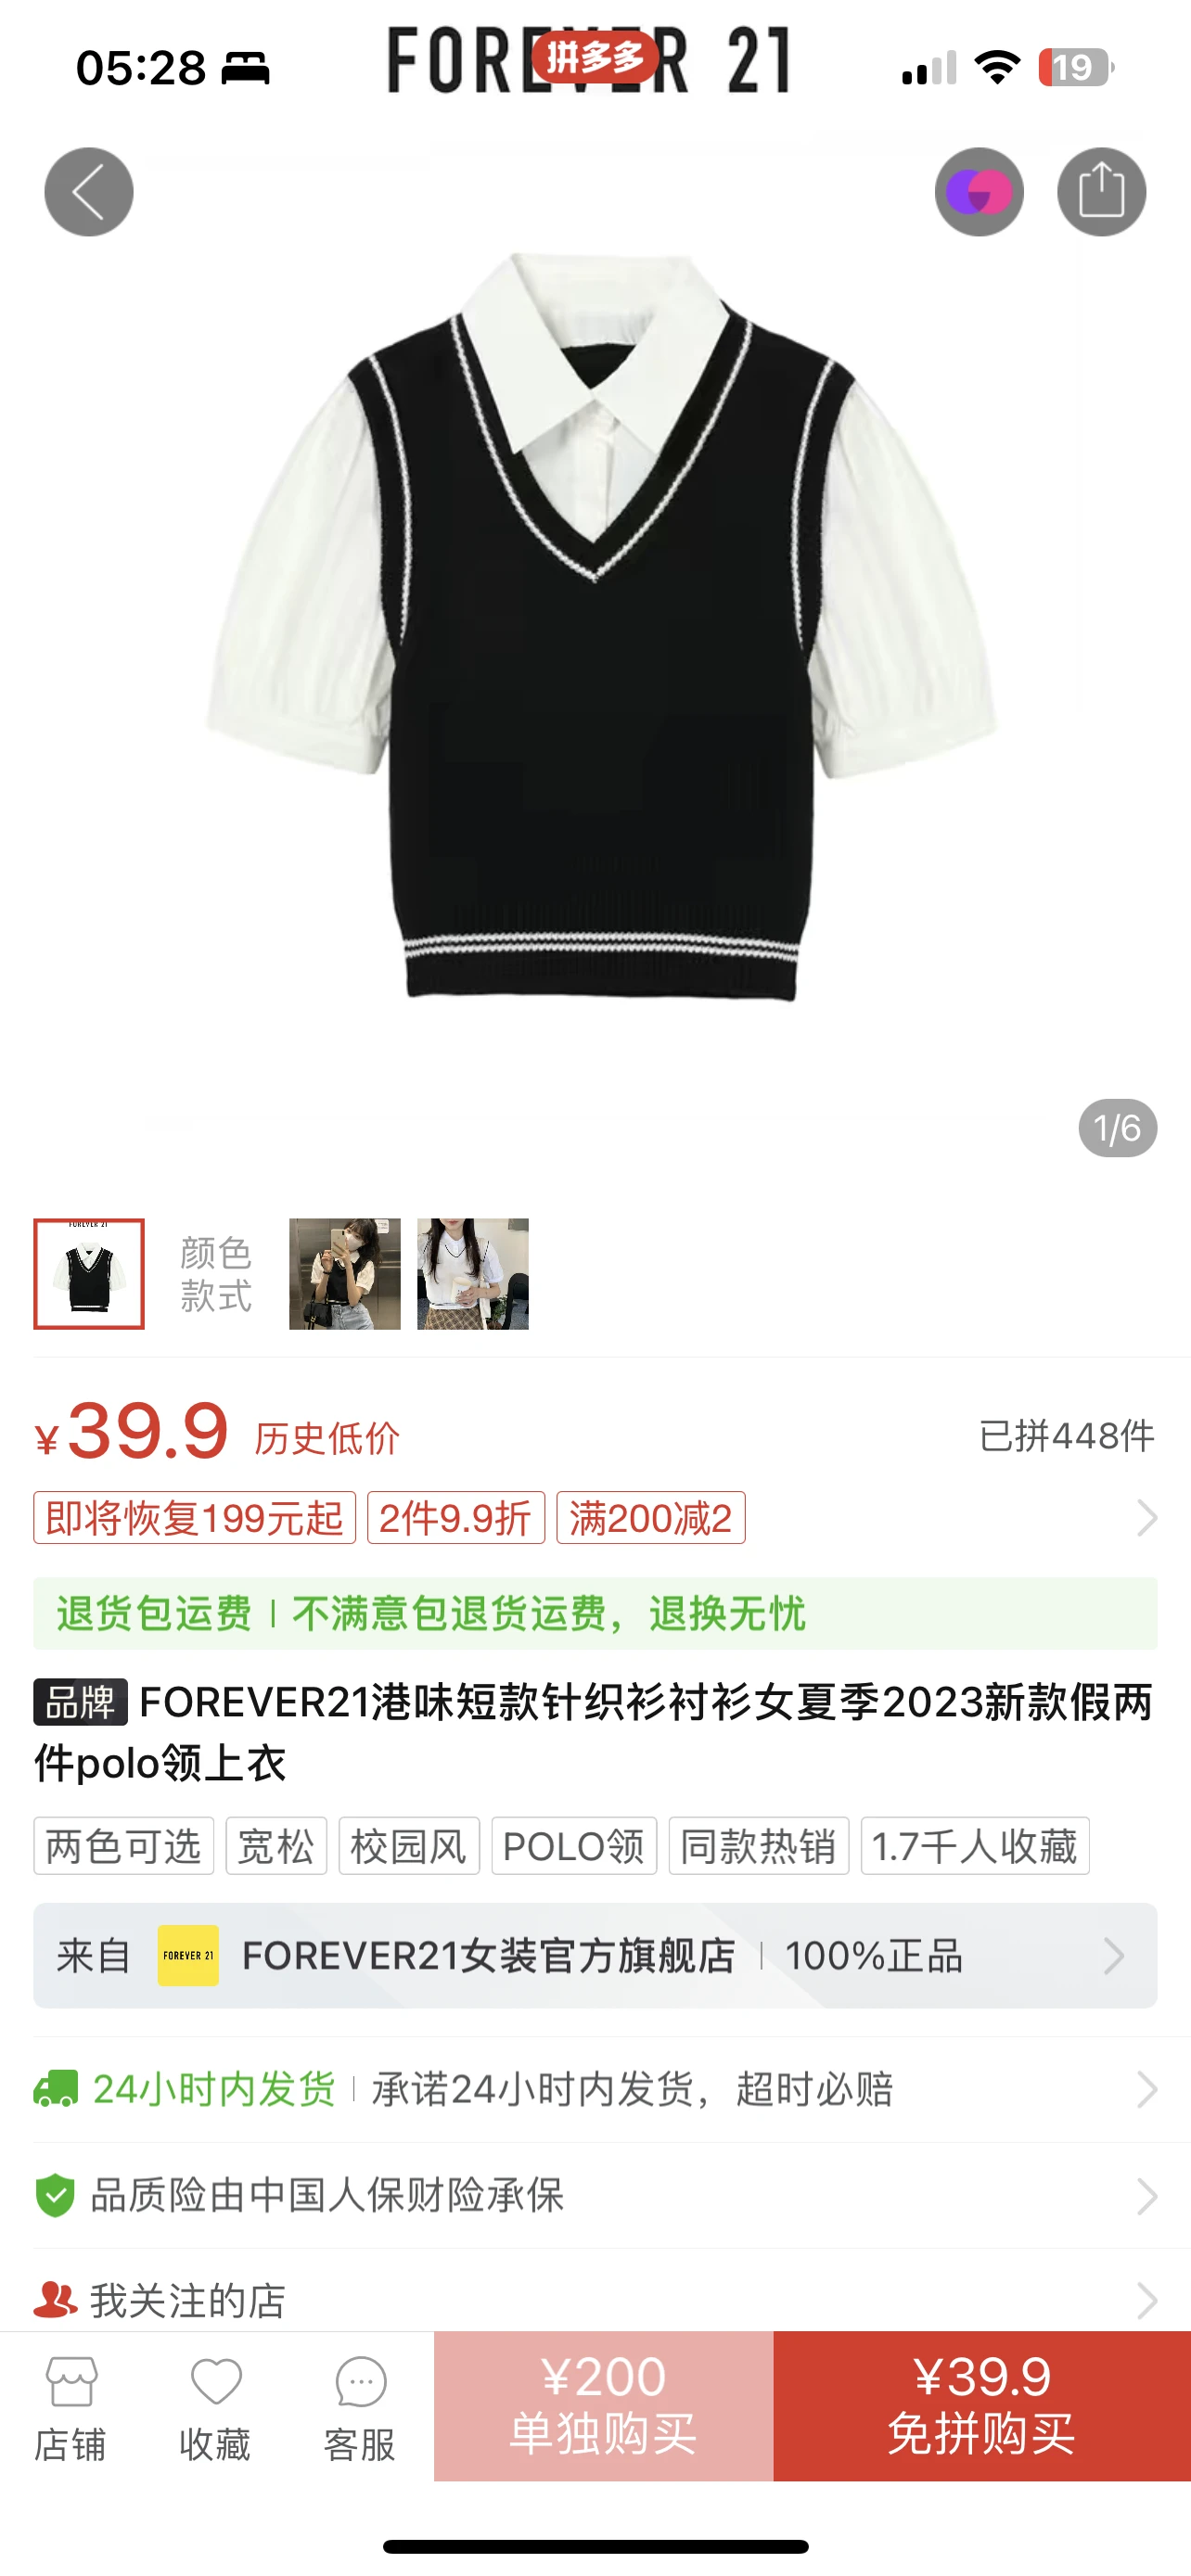 05:28
19
FOREVER 21
拼多多
1/6
FOREVER 21
颜色
款式
¥39.9 历史低价
已拼448件
即将恢复199元起 2件9.9折 满200减2
退货包运费 | 不满意包退货运费，退换无忧
品牌 FOREVER21港味短款针织衫衬衫女夏季2023新款假两
件polo领上衣
两色可选 宽松 校园风 POLO领 同款热销 1.7千人收藏
来自 FOREVER 21 FOREVER21女装官方旗舰店 | 100%正品
24小时内发货 | 承诺24小时内发货，超时必赔
品质险由中国人保财险承保
我关注的店
店铺
收藏
客服
¥200
单独购买
¥39.9
免拼购买